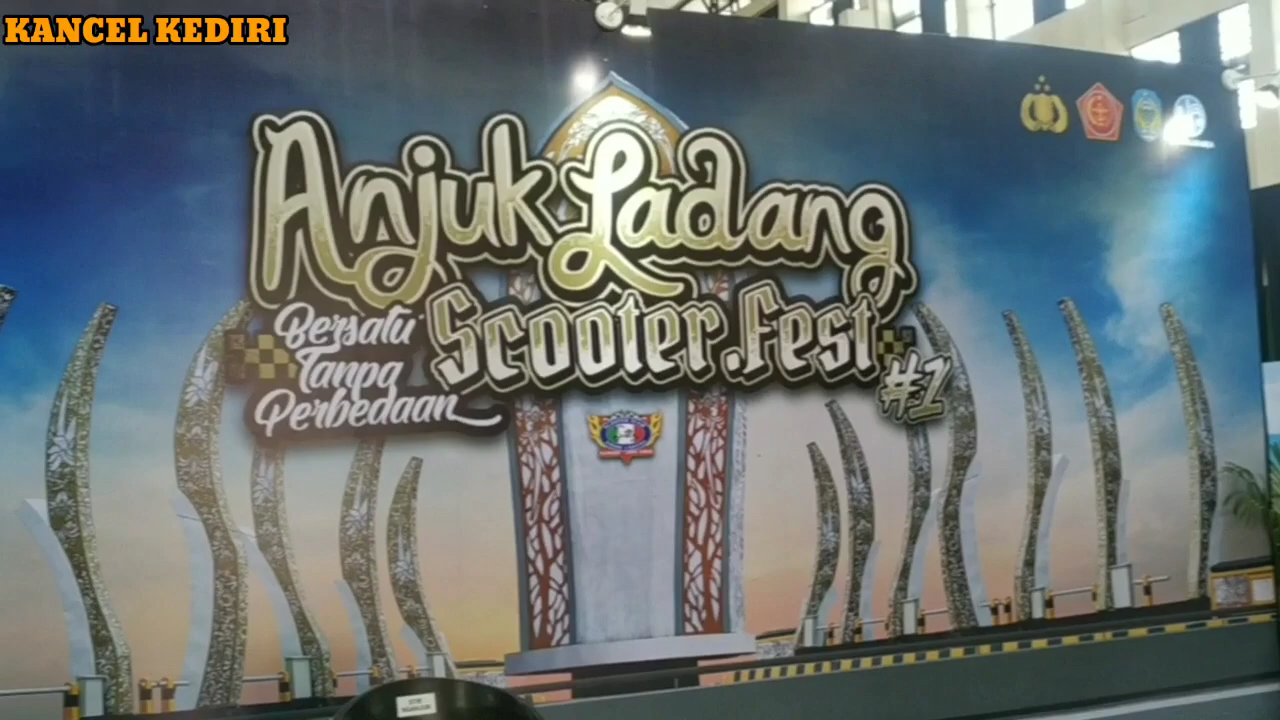 KANCEL KEDIRI
Anjuk Ladang
Scooter.Fest
#1
Bersatu
Tanpa
Perbedaan